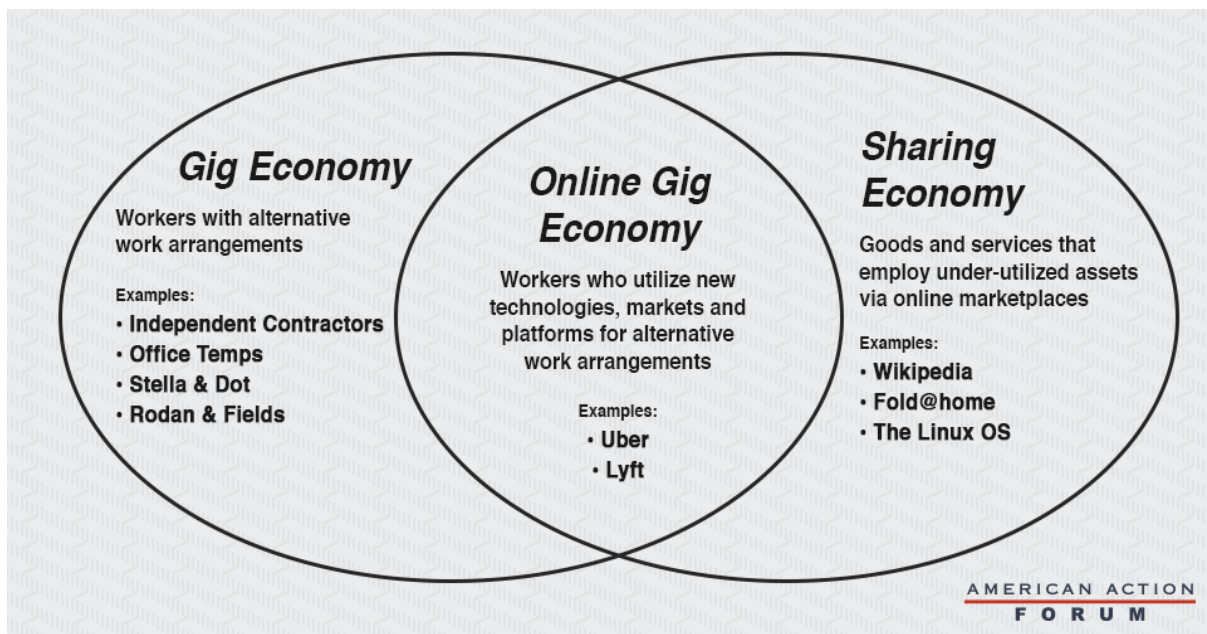 Gig Economy
Workers with alternative
work arrangements
Examples:
• Independent Contractors
• Office Temps
• Stella & Dot
• Rodan & Fields
Online Gig
Economy
Workers who utilize new
technologies, markets and
platforms for alternative
work arrangements
Examples:
• Uber
• Lyft
Sharing
Economy
Goods and services that
employ under-utilized assets
via online marketplaces
Examples:
• Wikipedia
• Fold@home
• The Linux OS
AMERICAN ACTION
FORUM